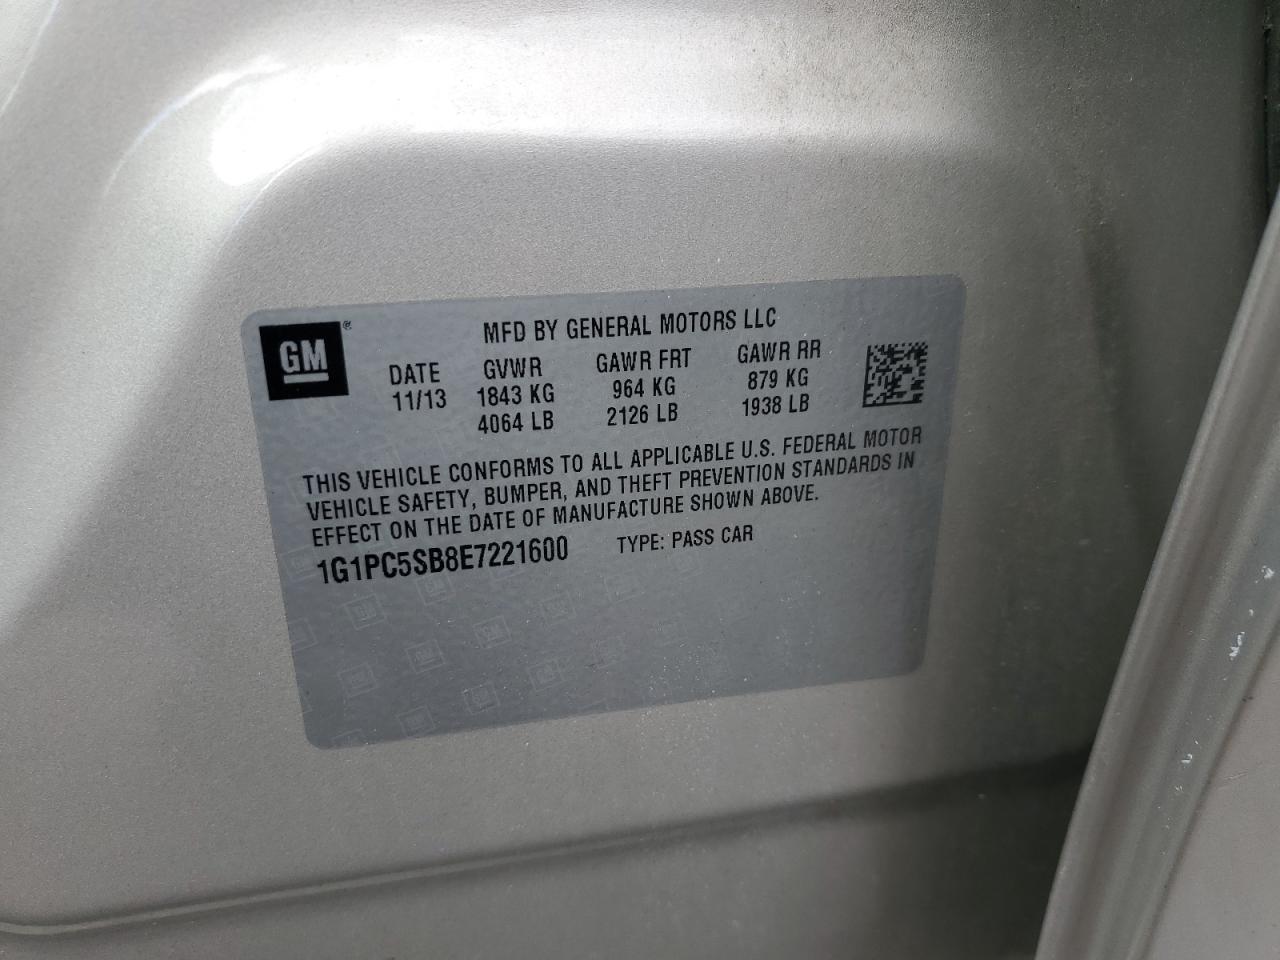 GM®
MFD BY GENERAL MOTORS LLC
DATE GVWR GAWR FRT GAWR RR
11/13 1843 KG 964 KG 879 KG
4064 LB 2126 LB 1938 LB
THIS VEHICLE CONFORMS TO ALL APPLICABLE U.S. FEDERAL MOTOR
VEHICLE SAFETY, BUMPER, AND THEFT PREVENTION STANDARDS IN
EFFECT ON THE DATE OF MANUFACTURE SHOWN ABOVE.
1G1PC5SB8E7221600 TYPE: PASS CAR